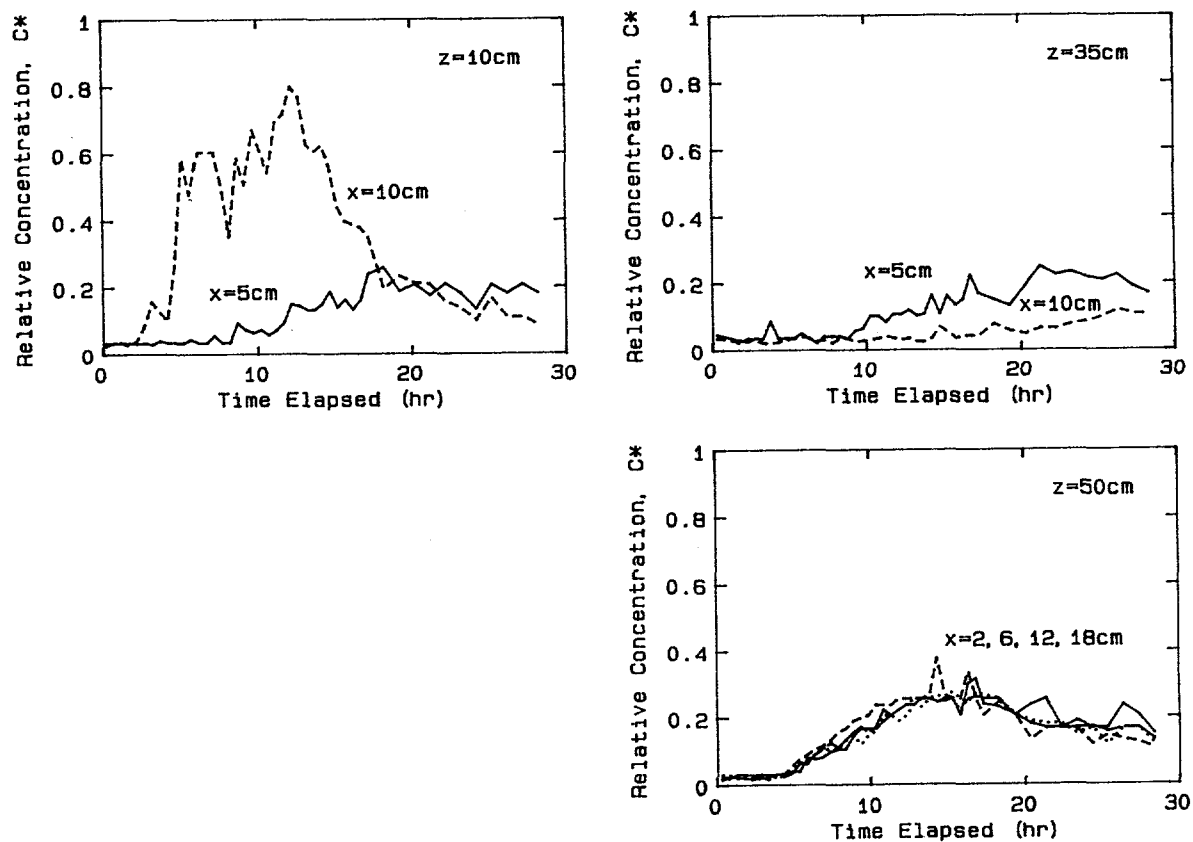 Relative Concentration, C*
1
0.8
0.6
0.4
0.2
0
z=10cm
x=10cm
x=5cm
0 10 20 30
Time Elapsed (hr)
Relative Concentration, C*
1
0.8
0.6
0.4
0.2
0
z=35cm
x=5cm
x=10cm
0 10 20 30
Time Elapsed (hr)
Relative Concentration, C*
1
0.8
0.6
0.4
0.2
0
z=50cm
x=2, 6, 12, 18cm
0 10 20 30
Time Elapsed (hr)